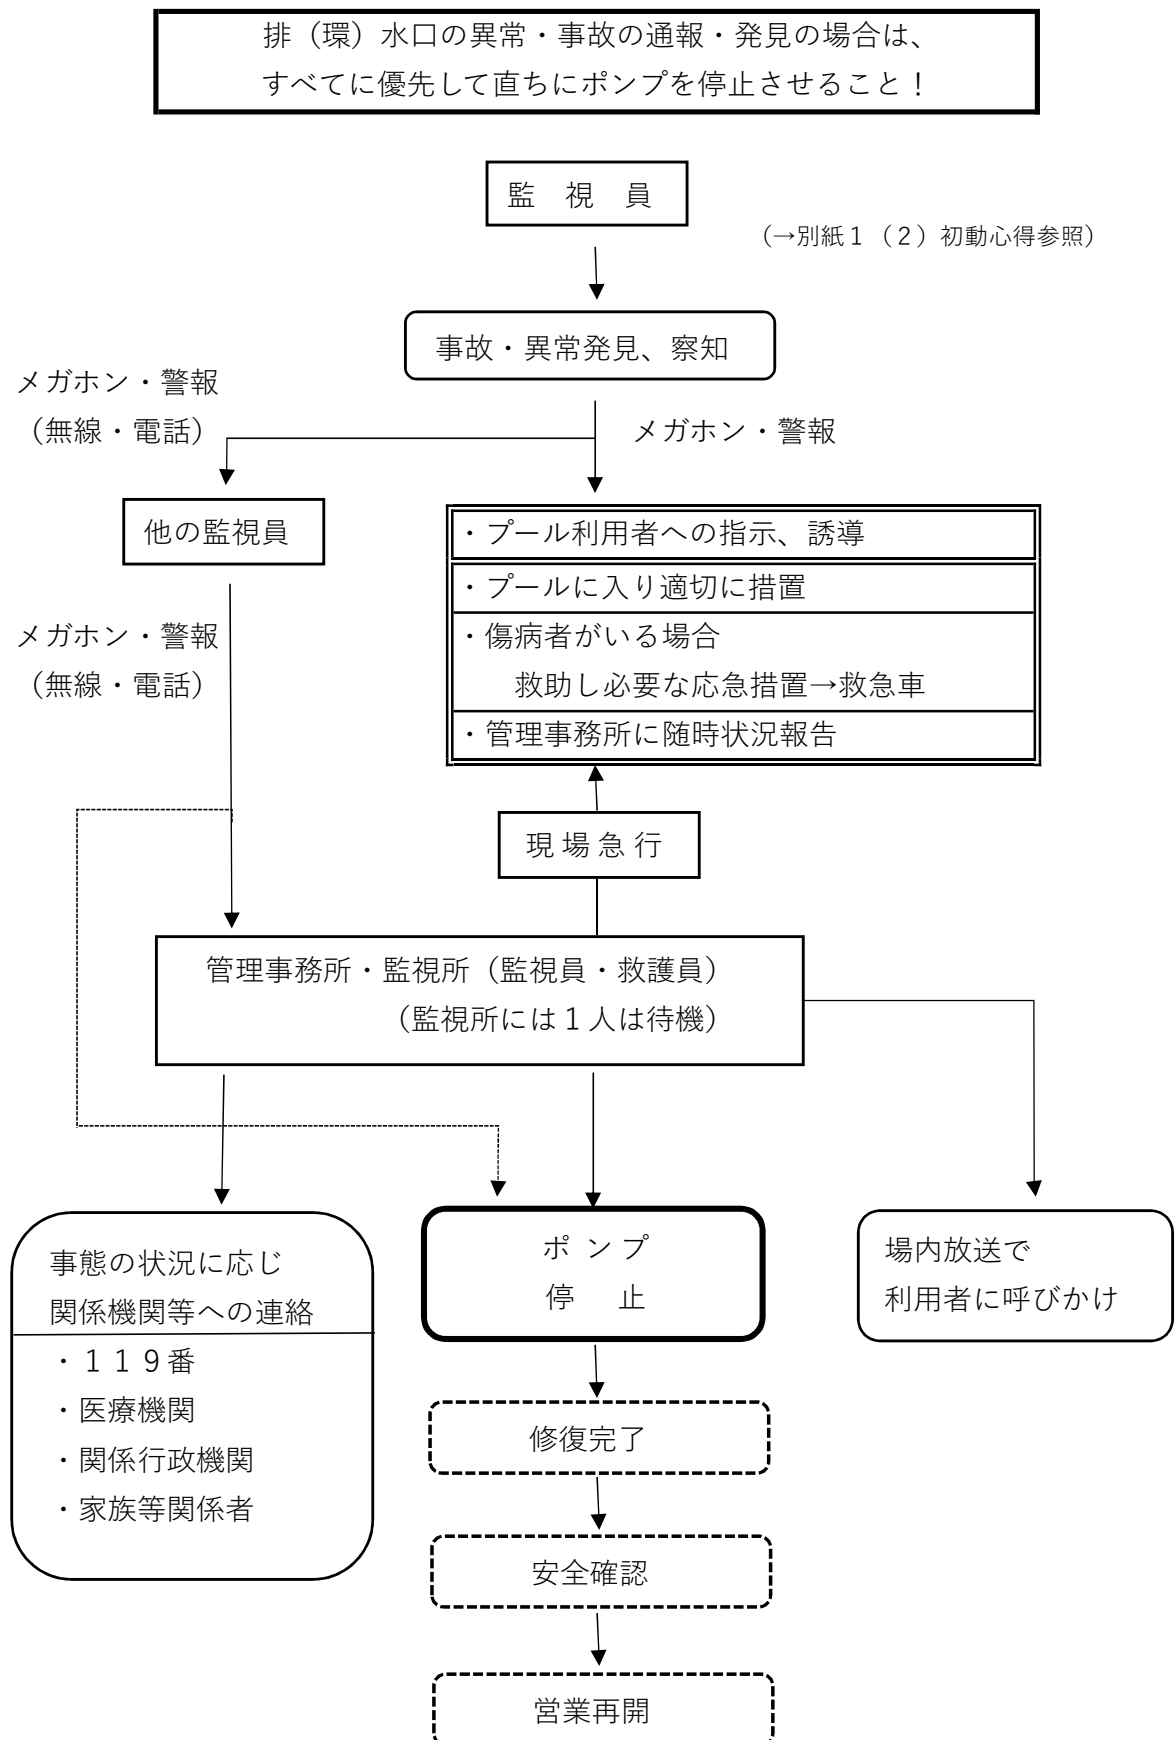 排（環）水口の異常・事故の通報・発見の場合は、
すべてに優先して直ちにポンプを停止させること！
監　視　員
（→別紙１（２）初動心得参照）
事故・異常発見、察知
メガホン・警報
（無線・電話）
メガホン・警報
他の監視員
・プール利用者への指示、誘導
・プールに入り適切に措置
・傷病者がいる場合
救助し必要な応急措置→救急車
・管理事務所に随時状況報告
メガホン・警報
（無線・電話）
現場急行
管理事務所・監視所（監視員・救護員）
（監視所には１人は待機）
事態の状況に応じ
関係機関等への連絡
・１１９番
・医療機関
・関係行政機関
・家族等関係者
ポンプ
停　止
場内放送で
利用者に呼びかけ
修復完了
安全確認
営業再開